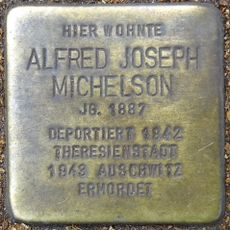 HIER WOHNTE
ALFRED JOSEPH
MICHELSON
JG. 1887
DEPORTIERT 1942
THERESIENSTADT
1943 AUSCHWITZ
ERMORDET